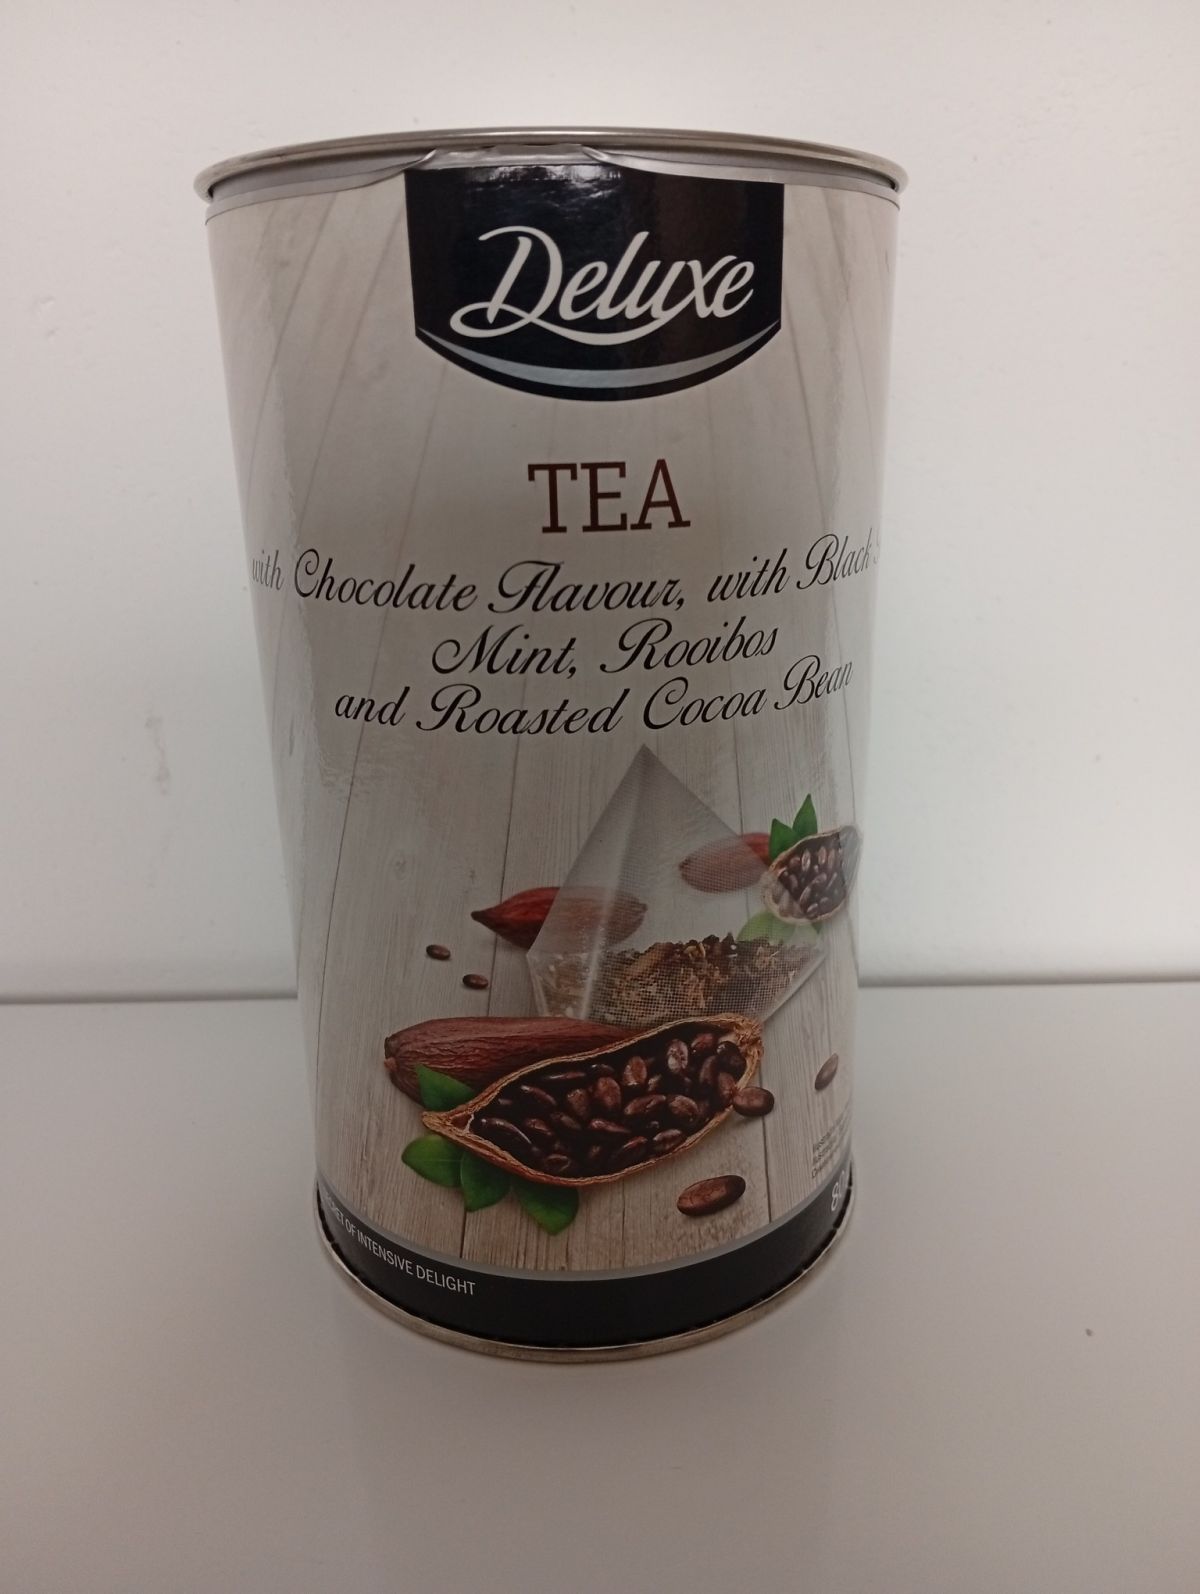 Deluxe
TEA
with Chocolate Flavour, with Black
Mint, Rooibos
and Roasted Cocoa Bean
OF INTENSIVE DELIGHT